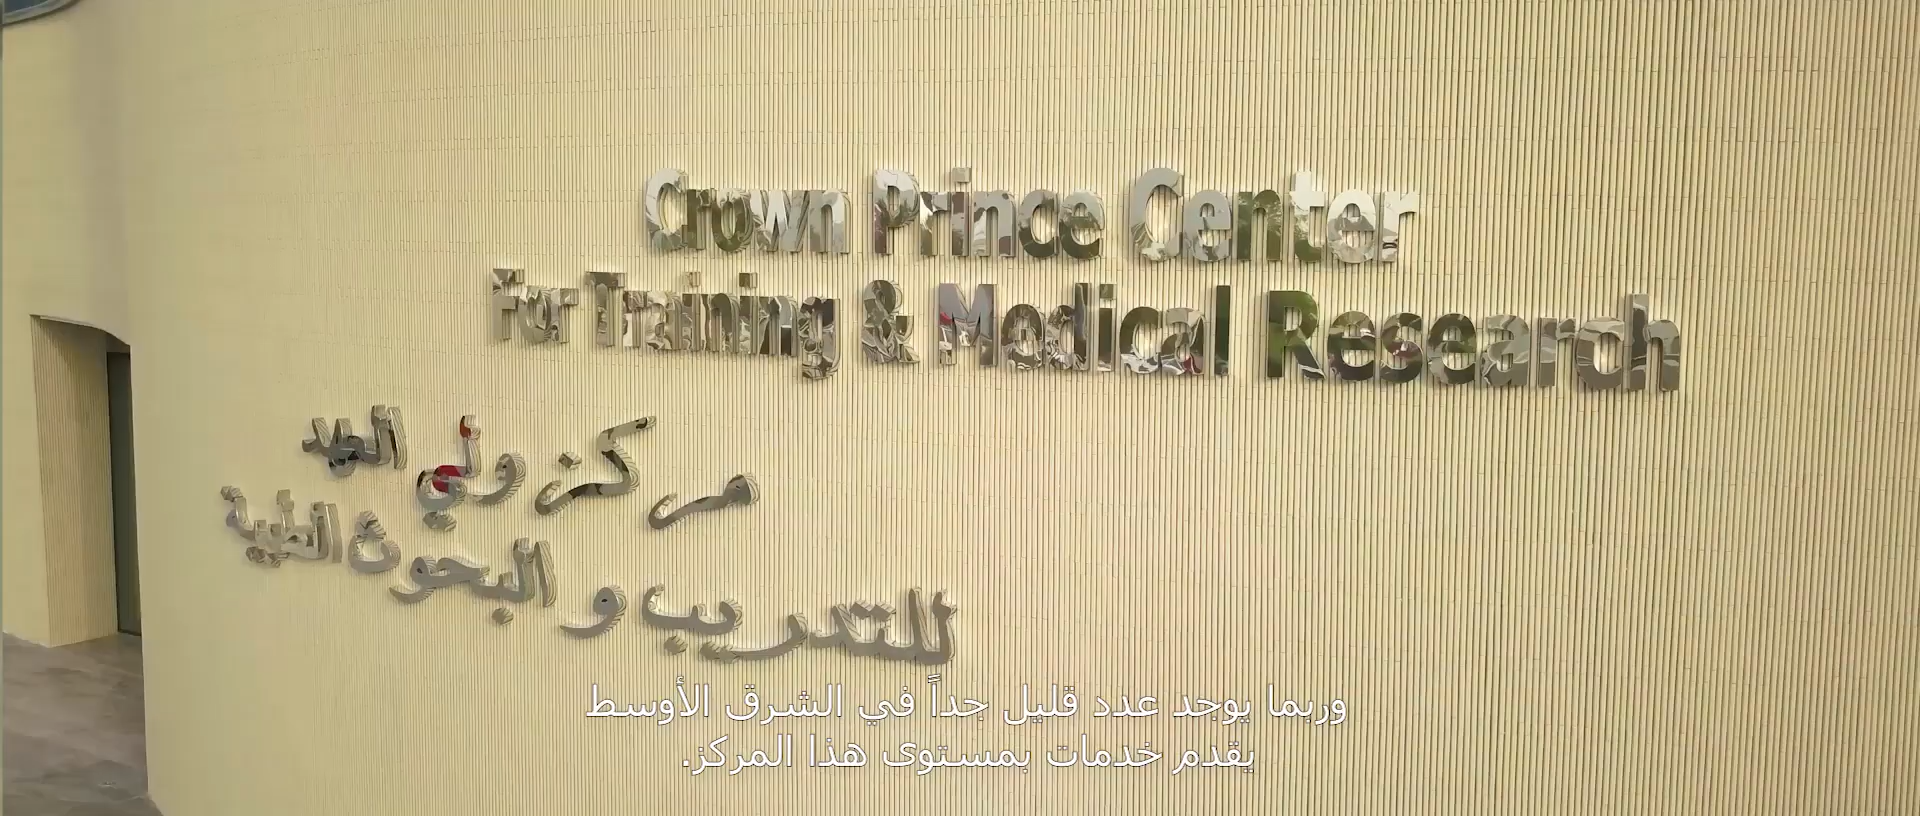 Crown Prince Center
For Training & Medical Research
مركز ولي العهد
للتدريب و البحوث الطبية
وربما يوجد عدد قليل جداً في الشرق الأوسط
يقدم خدمات بمستوى هذا المركز.